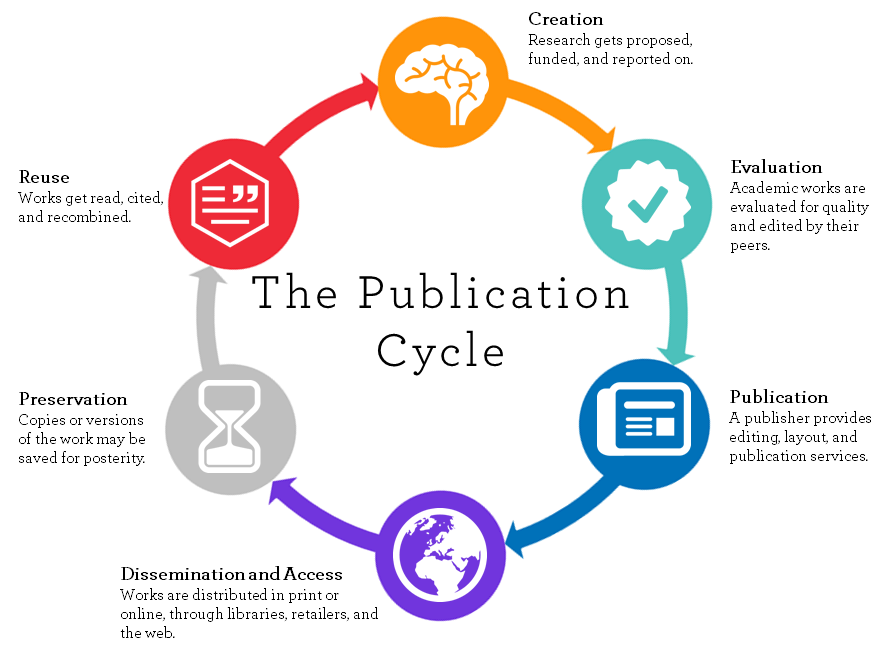 Creation
Research gets proposed,
funded, and reported on.
Evaluation
Academic works are
evaluated for quality
and edited by their
peers.
Publication
A publisher provides
editing, layout, and
publication services.
Dissemination and Access
Works are distributed in print or
online, through libraries, retailers, and
the web.
Preservation
Copies or versions
of the work may be
saved for posterity.
Reuse
Works get read, cited,
and recombined.
The Publication
Cycle